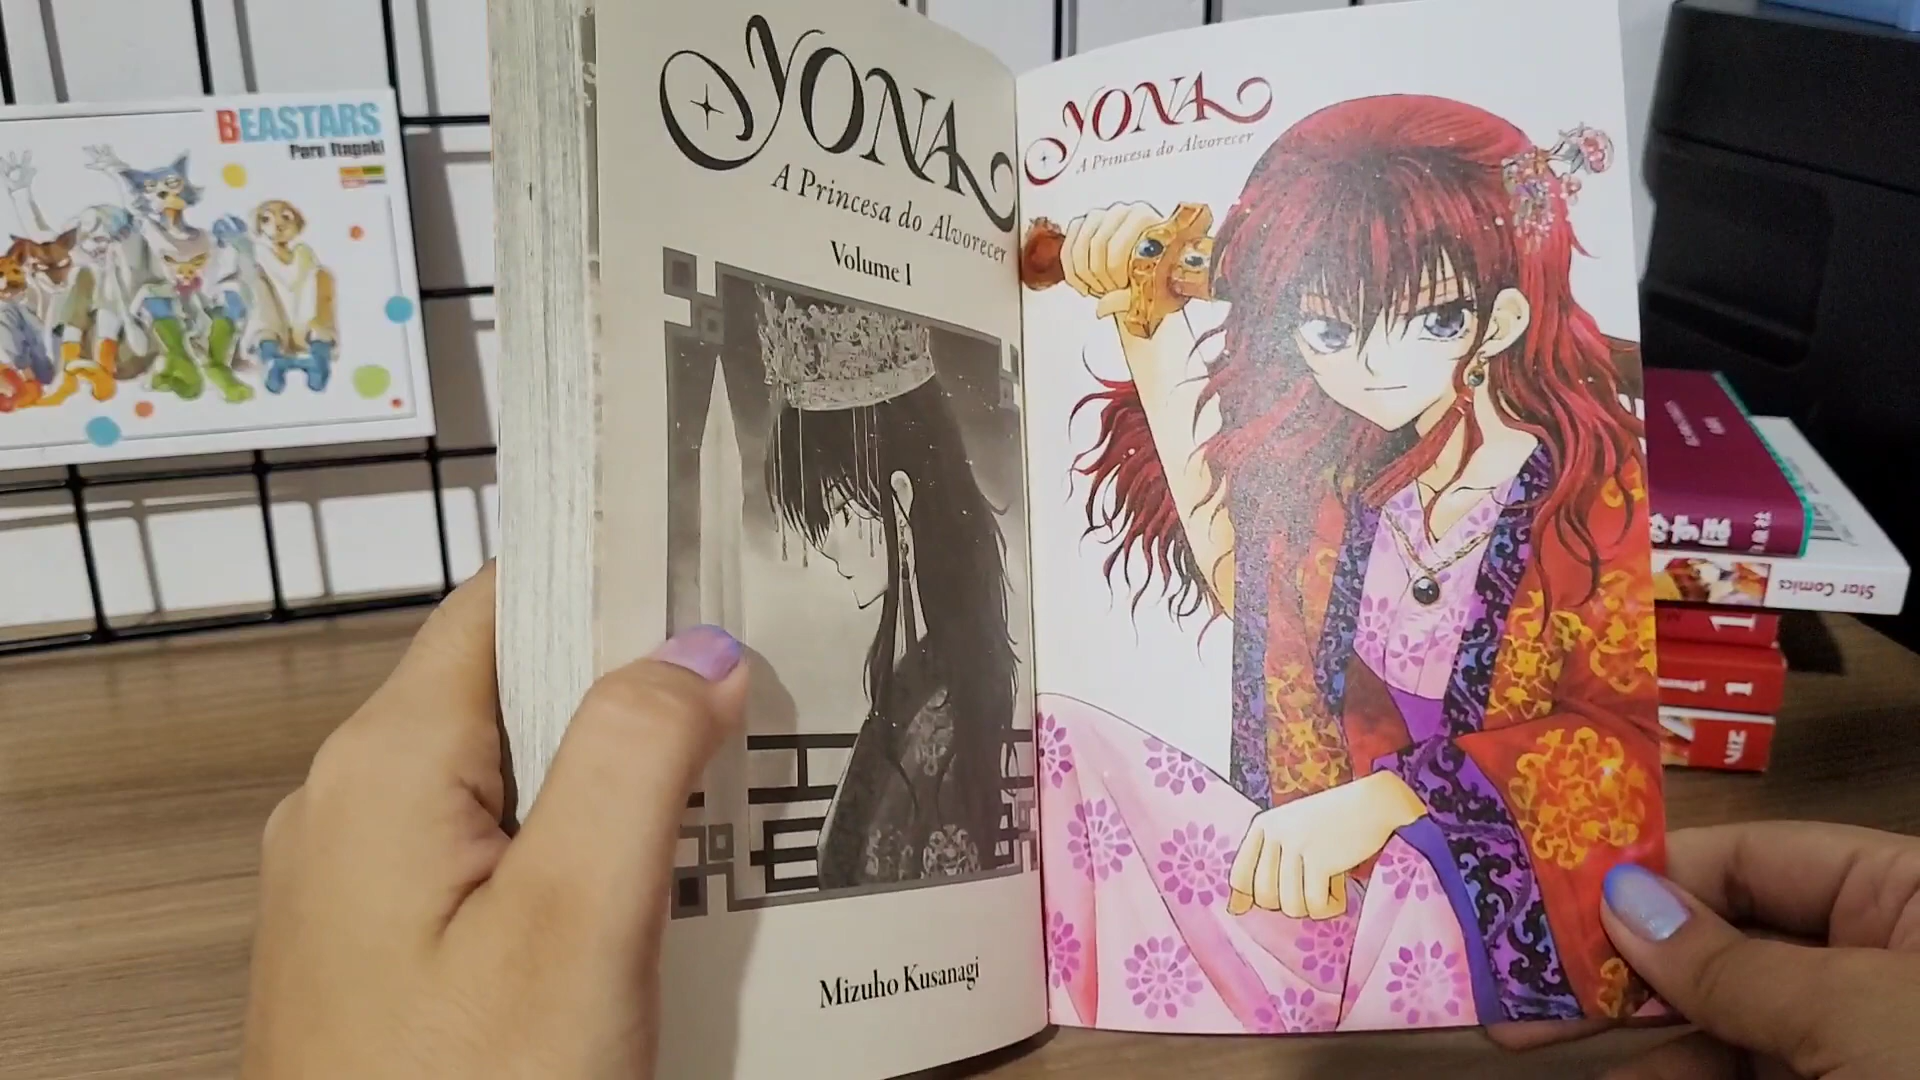 BEASTARS
Paru Itagaki
YONA
A Princesa do Alvorecer
Volume 1
Mizuho Kusanagi
YONA
A Princesa do Alvorecer
Star Comics
1
1